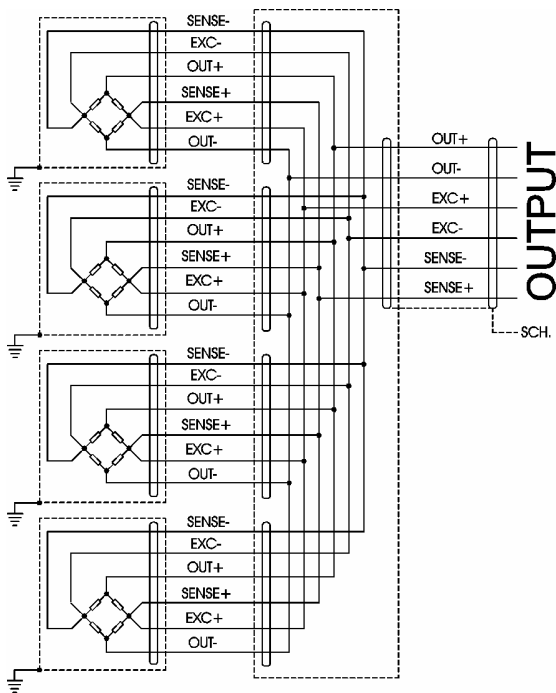 SENSE-
EXC-
OUT+
SENSE+
EXC+
OUT-
SENSE-
EXC-
OUT+
SENSE+
EXC+
OUT-
SENSE-
EXC-
OUT+
SENSE+
EXC+
OUT-
SENSE-
EXC-
OUT+
SENSE+
EXC+
OUT-
OUT+
OUT-
EXC+
EXC-
SENSE-
SENSE+
OUTPUT
SCH.